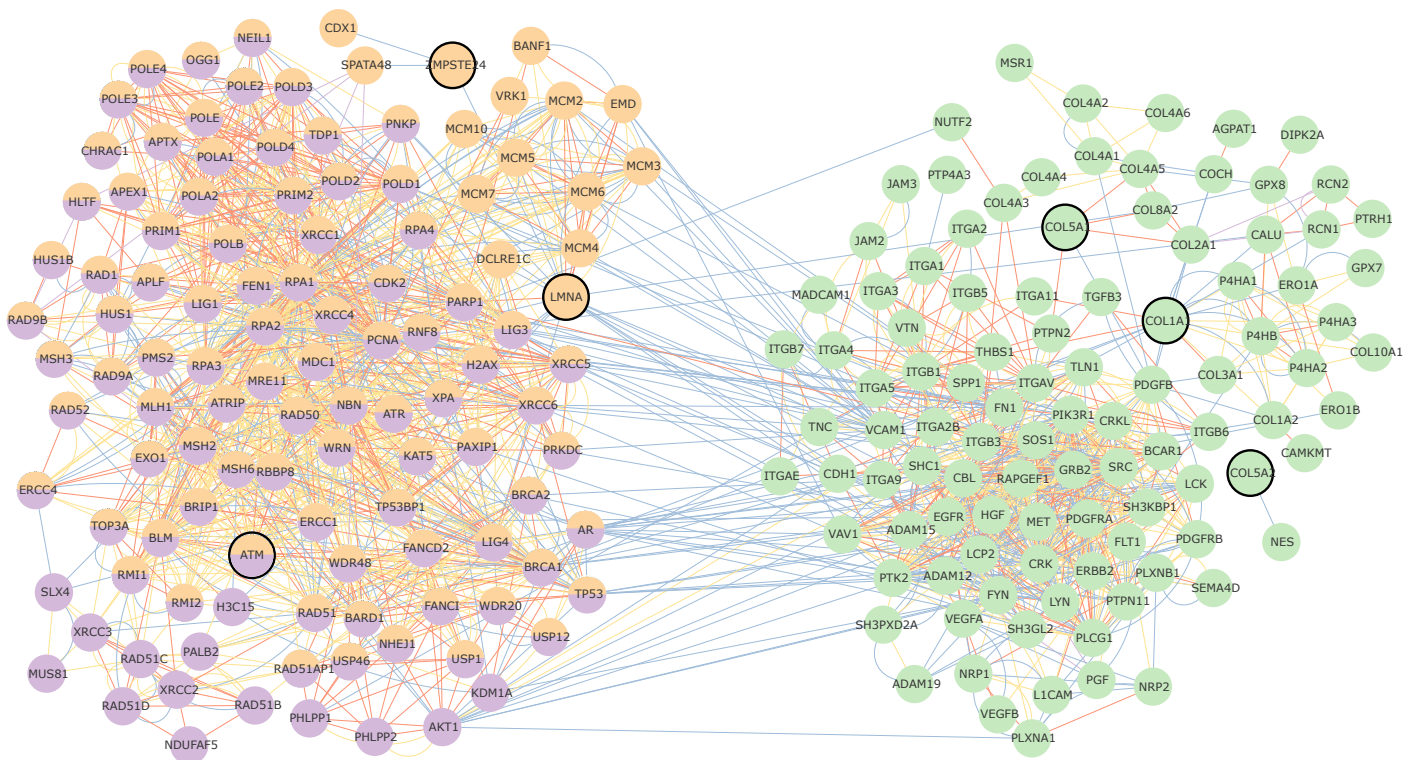 CDX1
NEIL1
BANF1
OGG1
SPATA48
ZMPSTE24
MSR1
POLE4
POLE2
POLD3
VRK1
MCM2
EMD
COL4A2
COL4A6
POLE3
POLE
NUTF2
AGPAT1
DIPK2A
PNKP
TDP1
MCM10
CHRAC1
APTX
POLA1
POLD4
MCM5
MCM3
COL4A1
COL4A5
COCH
PTP4A3
COL4A4
JAM3
GPX8
RCN2
HLTF
APEX1
POLA2
PRIM2
POLD2
POLD1
MCM7
MCM6
COL4A3
COL8A2
PTRH1
PRIM1
POLB
XRCC1
RPA4
MCM4
JAM2
ITGA2
COL5A1
COL2A1
CALU
RCN1
HUS1B
RAD1
APLF
FEN1
RPA1
CDK2
DCLRE1C
ITGA1
GPX7
LIG1
PARP1
LMNA
MADCAM1
ITGA3
ITGB5
ITGA11
TGFB3
P4HA1
ERO1A
RAD9B
HUS1
RPA2
XRCC4
PCNA
RNF8
LIG3
VTN
PTPN2
COL1A1
P4HB
P4HA3
MSH3
PMS2
RPA3
MDC1
H2AX
XRCC5
ITGB7
ITGA4
THBS1
COL10A1
RAD9A
MRE11
ITGB1
SPP1
ITGAV
TLN1
PDGFB
COL3A1
P4HA2
RAD52
MLH1
ATRIP
RAD50
NBN
ATR
XPA
XRCC6
ITGA5
FN1
PIK3R1
CRKL
ERO1B
TNC
VCAM1
ITGA2B
COL1A2
ITGB6
MSH2
WRN
PAXIP1
PRKDC
ITGB3
SOS1
BCAR1
CAMKMT
EXO1
MSH6
RBBP8
KAT5
ITGAE
CDH1
ITGA9
SHC1
CBL
RAPGEF1
GRB2
SRC
LCK
COL5A2
ERCC4
BRIP1
TP53BP1
BRCA2
TOP3A
BLM
ERCC1
AR
VAV1
ADAM15
EGFR
HGF
MET
PDGFRA
SH3KBP1
ATM
FANCD2
LIG4
LCP2
FLT1
PDGFRB
NES
RMI1
WDR48
BRCA1
PTK2
ADAM12
CRK
ERBB2
PLXNB1
SEMA4D
SLX4
RMI2
H3C15
RAD51
BARD1
FANCI
WDR20
TP53
FYN
LYN
PTPN11
XRCC3
NHEJ1
USP12
SH3PXD2A
VEGFA
SH3GL2
PLCG1
MUS81
RAD51C
PALB2
RAD51AP1
USP46
USP1
ADAM19
NRP1
L1CAM
PGF
NRP2
XRCC2
KDM1A
RAD51D
RAD51B
PHLPP1
PHLPP2
AKT1
VEGFB
PLXNA1
NDUFAF5